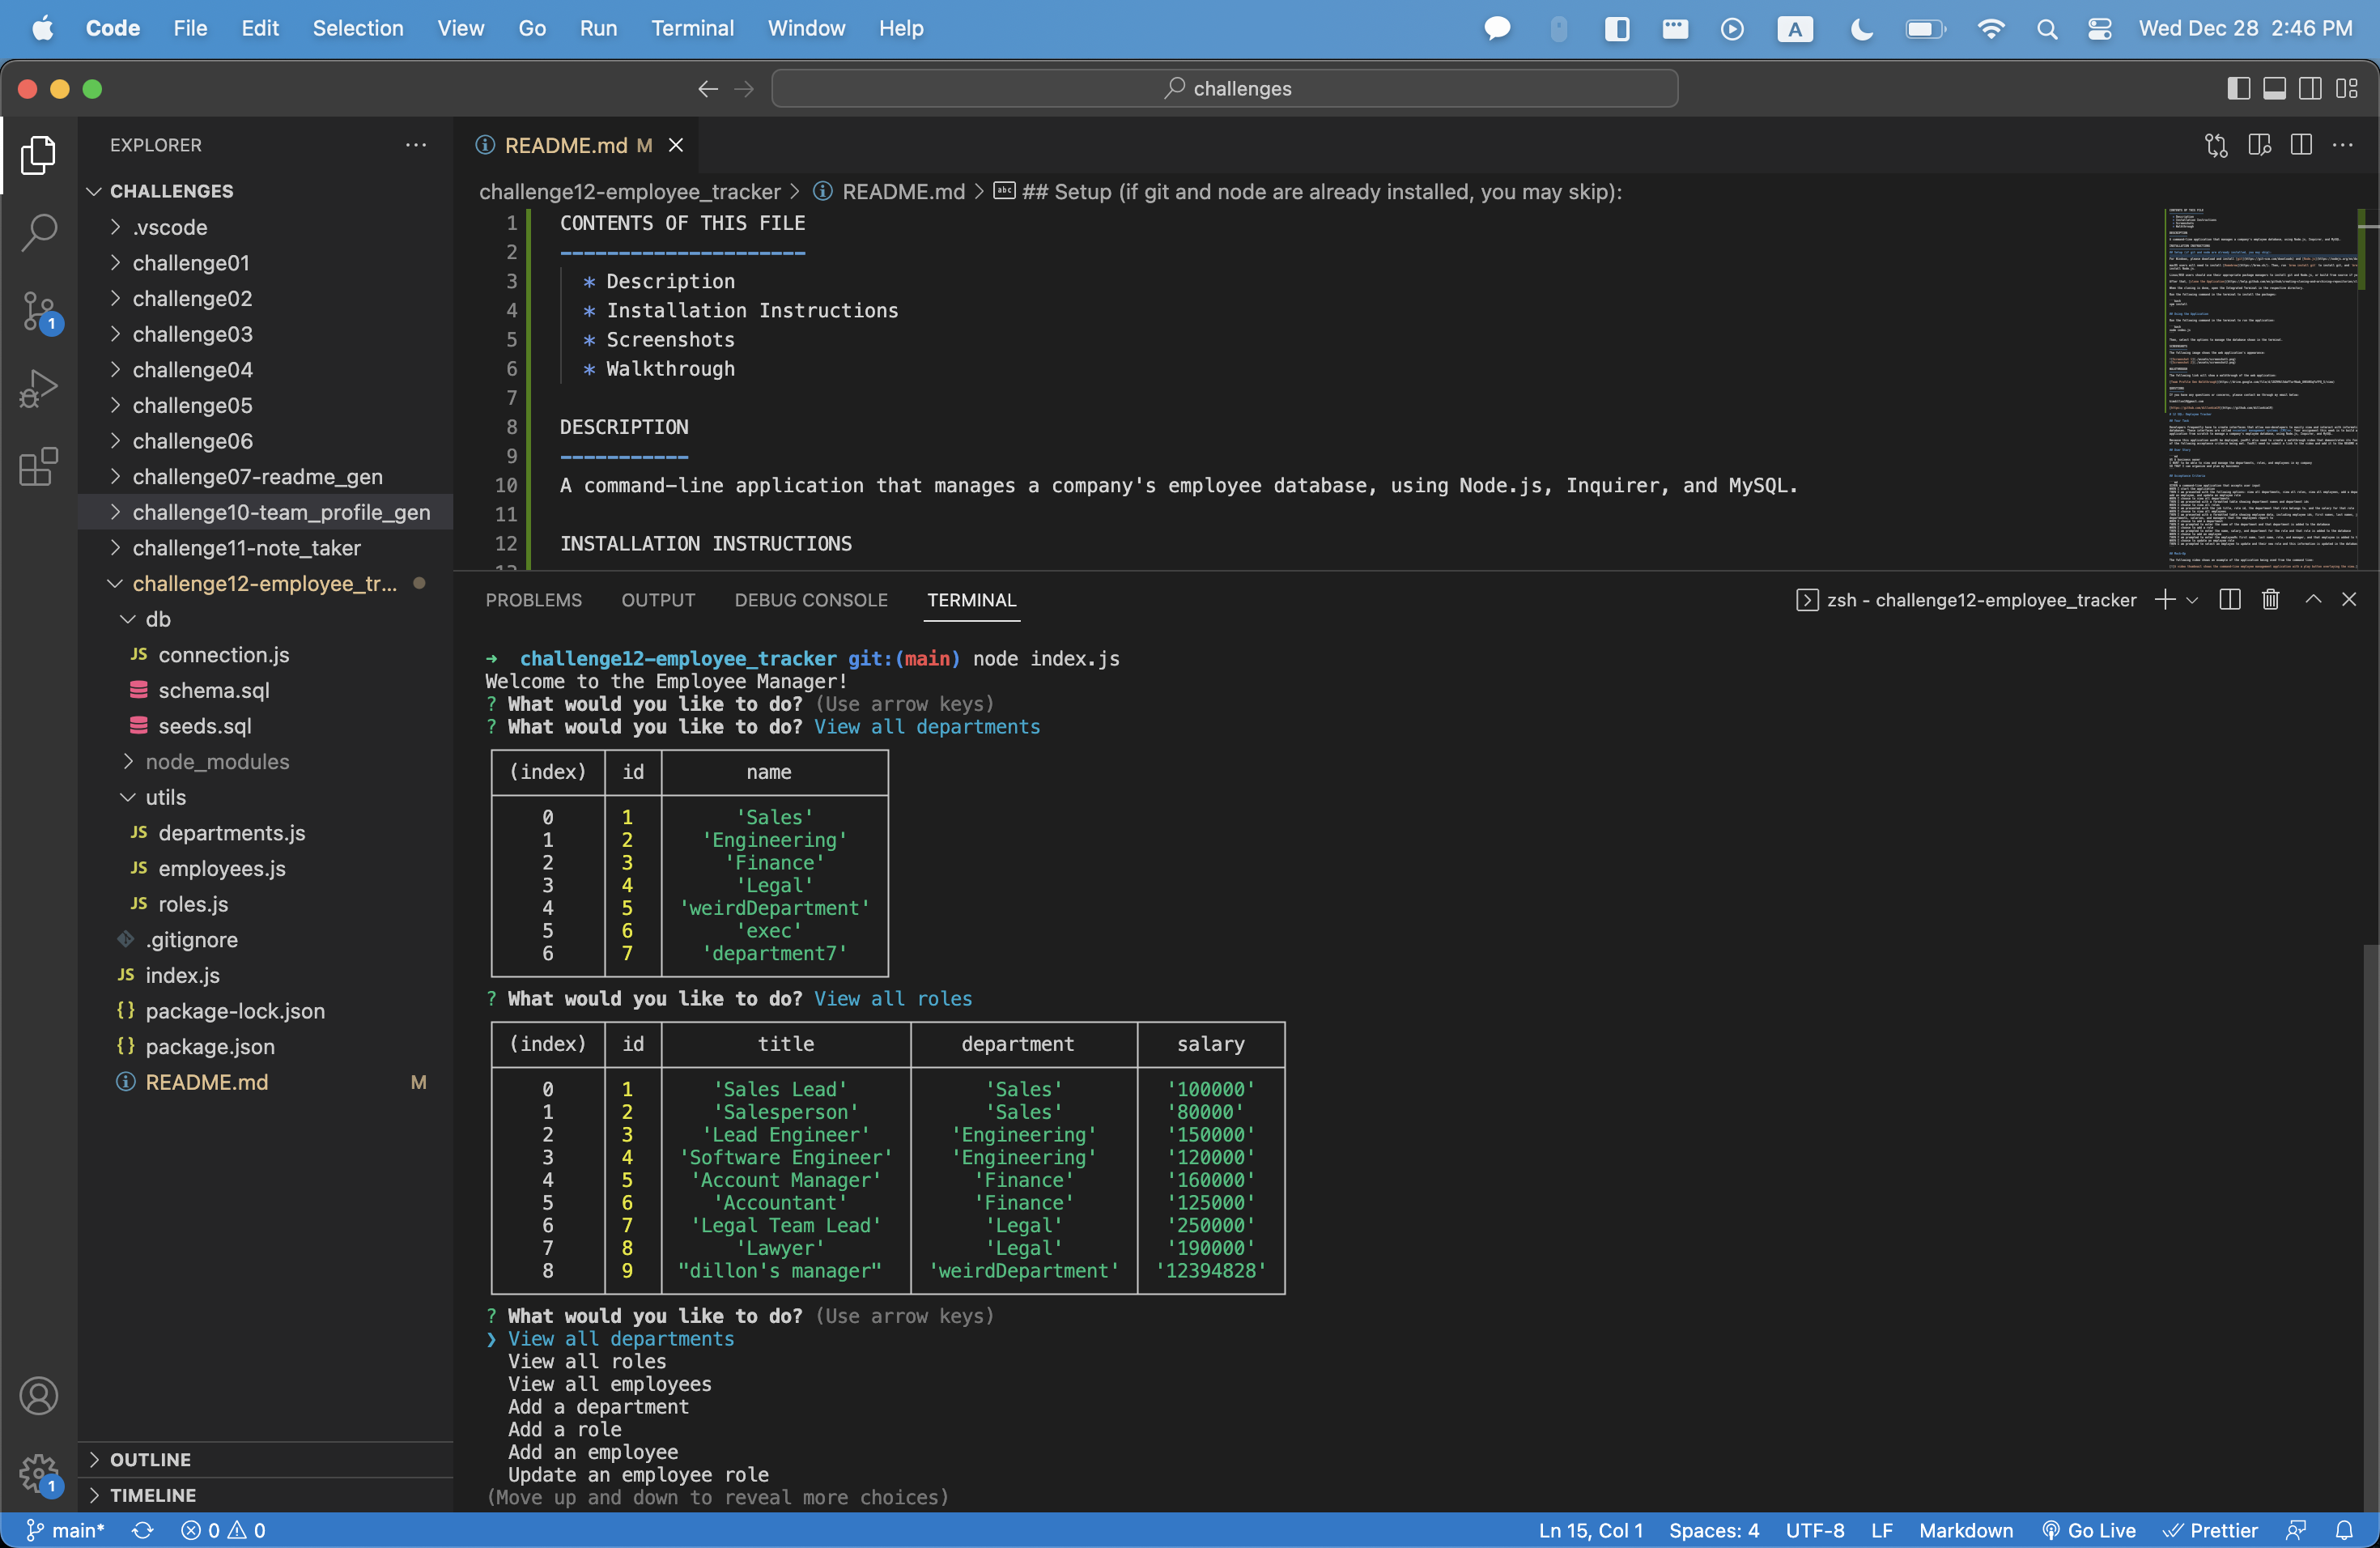 Code File Edit Selection View Go Run Terminal Window Help A Wed Dec 28 2:46 PM
challenges
EXPLORER
CHALLENGES
.vscode
challenge01
challenge02
challenge03
challenge04
challenge05
challenge06
challenge07-readme_gen
challenge10-team_profile_gen
challenge11-note_taker
challenge12-employee_tr...
db
JS connection.js
schema.sql
seeds.sql
node_modules
utils
JS departments.js
JS employees.js
JS roles.js
.gitignore
JS index.js
{} package-lock.json
{} package.json
README.md M
OUTLINE
TIMELINE
1
1
README.md M
challenge12-employee_tracker > README.md > abc ## Setup (if git and node are already installed, you may skip):
1 CONTENTS OF THIS FILE
2 ---------------------
3 * Description
4 * Installation Instructions
5 * Screenshots
6 * Walkthrough
7
8 DESCRIPTION
9 -----------
10 A command-line application that manages a company's employee database, using Node.js, Inquirer, and MySQL.
11
12 INSTALLATION INSTRUCTIONS
PROBLEMS OUTPUT DEBUG CONSOLE TERMINAL zsh - challenge12-employee_tracker
→ challenge12-employee_tracker git:(main) node index.js
Welcome to the Employee Manager!
? What would you like to do? (Use arrow keys)
? What would you like to do? View all departments
(index) id name
0 1 'Sales'
1 2 'Engineering'
2 3 'Finance'
3 4 'Legal'
4 5 'weirdDepartment'
5 6 'exec'
6 7 'department7'
? What would you like to do? View all roles
(index) id title department salary
0 1 'Sales Lead' 'Sales' '100000'
1 2 'Salesperson' 'Sales' '80000'
2 3 'Lead Engineer' 'Engineering' '150000'
3 4 'Software Engineer' 'Engineering' '120000'
4 5 'Account Manager' 'Finance' '160000'
5 6 'Accountant' 'Finance' '125000'
6 7 'Legal Team Lead' 'Legal' '250000'
7 8 'Lawyer' 'Legal' '190000'
8 9 "dillon's manager" 'weirdDepartment' '12394828'
? What would you like to do? (Use arrow keys)
❯ View all departments
View all roles
View all employees
Add a department
Add a role
Add an employee
Update an employee role
(Move up and down to reveal more choices)
main* 0 0 Ln 15, Col 1 Spaces: 4 UTF-8 LF Markdown Go Live Prettier